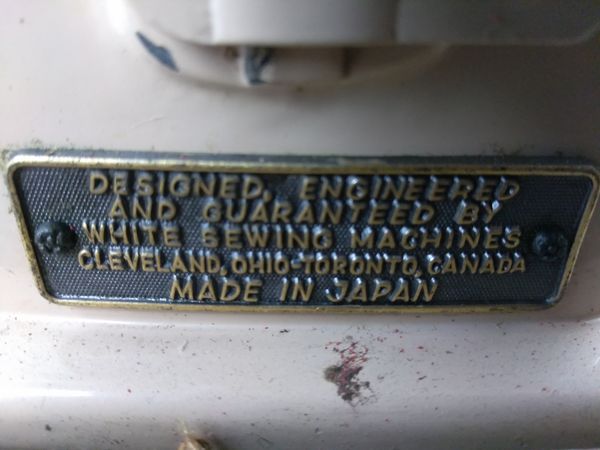 DESIGNED, ENGINEERED
AND GUARANTEED BY
WHITE SEWING MACHINES
CLEVELAND, OHIO-TORONTO, CANADA
MADE IN JAPAN